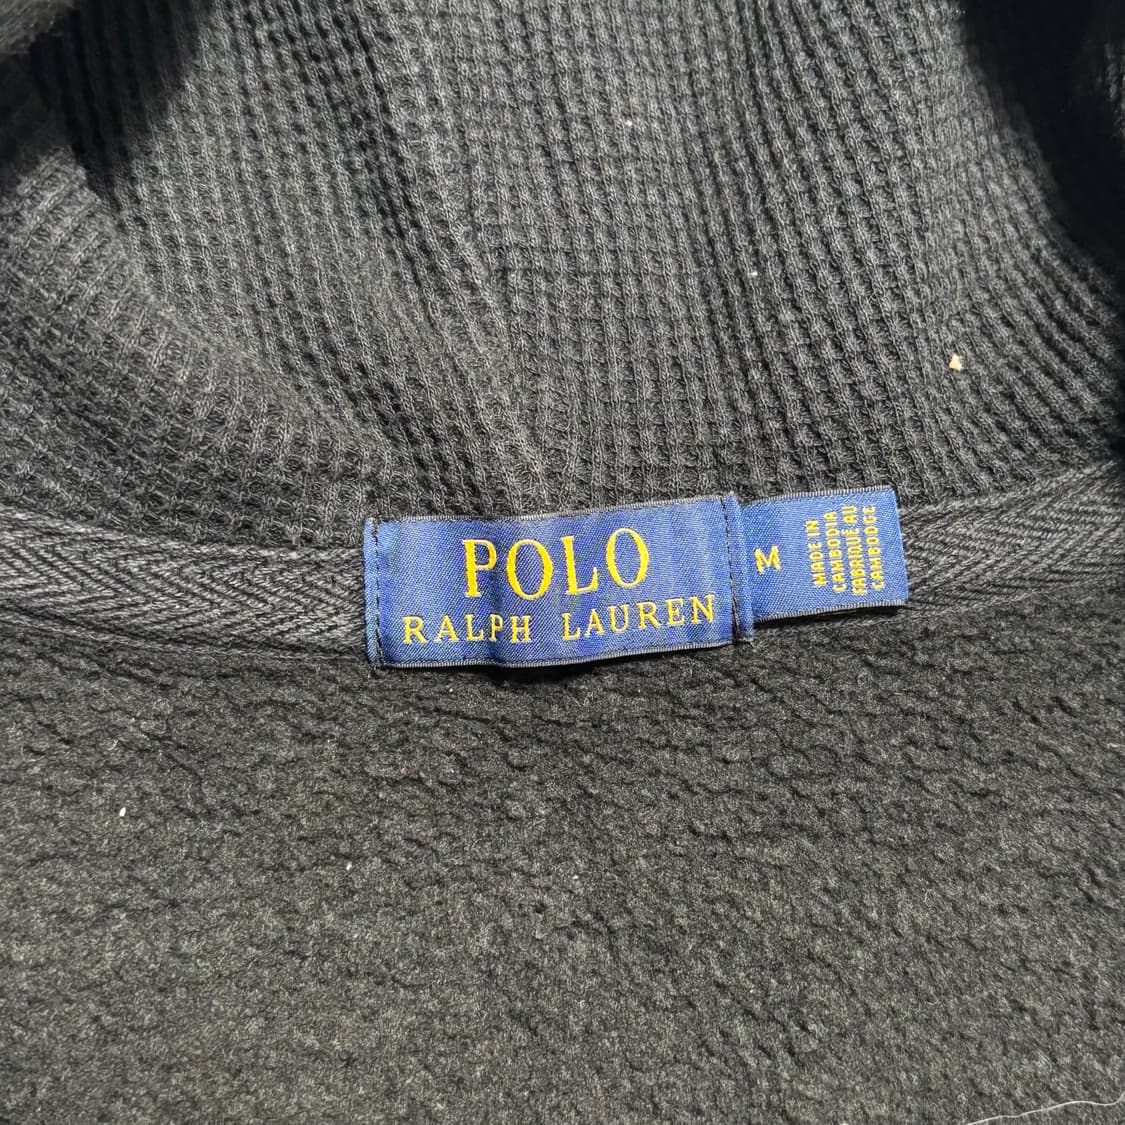 POLO
RALPH LAUREN
M
MADE IN
CAMBODIA
FABRIQUÉ AU
CAMBODGE